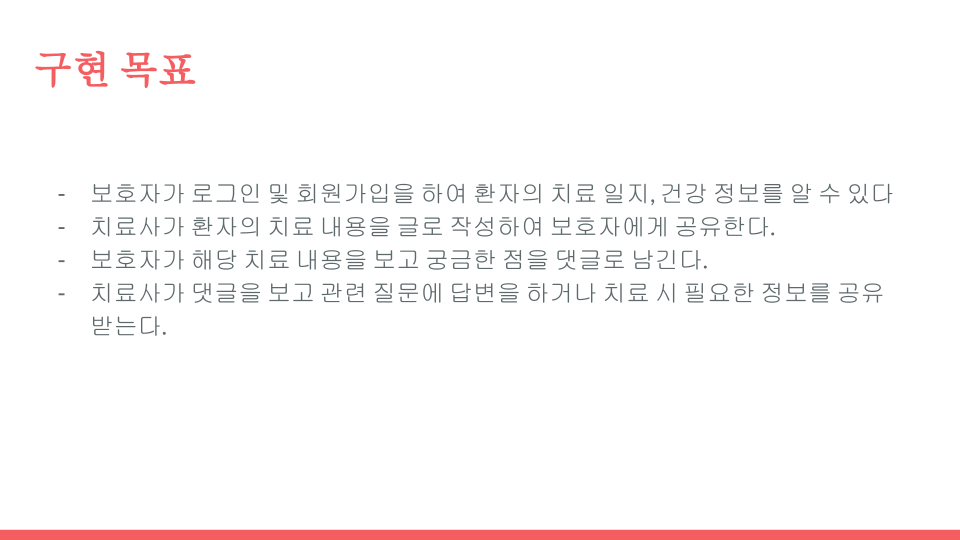 구현 목표
- 보호자가 로그인 및 회원가입을 하여 환자의 치료 일지, 건강 정보를 알 수 있다
- 치료사가 환자의 치료 내용을 글로 작성하여 보호자에게 공유한다.
- 보호자가 해당 치료 내용을 보고 궁금한 점을 댓글로 남긴다.
- 치료사가 댓글을 보고 관련 질문에 답변을 하거나 치료 시 필요한 정보를 공유
받는다.